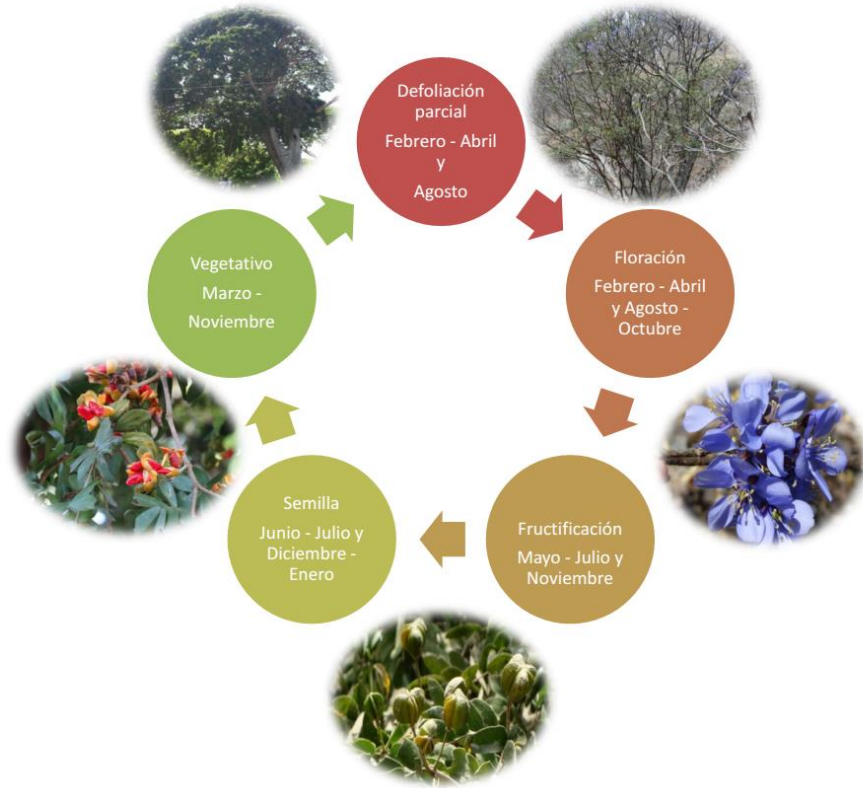 Defoliación
parcial
Febrero - Abril
y
Agosto
Floración
Febrero - Abril
y Agosto -
Octubre
Fructificación
Mayo - Julio y
Noviembre
Semilla
Junio - Julio y
Diciembre -
Enero
Vegetativo
Marzo -
Noviembre